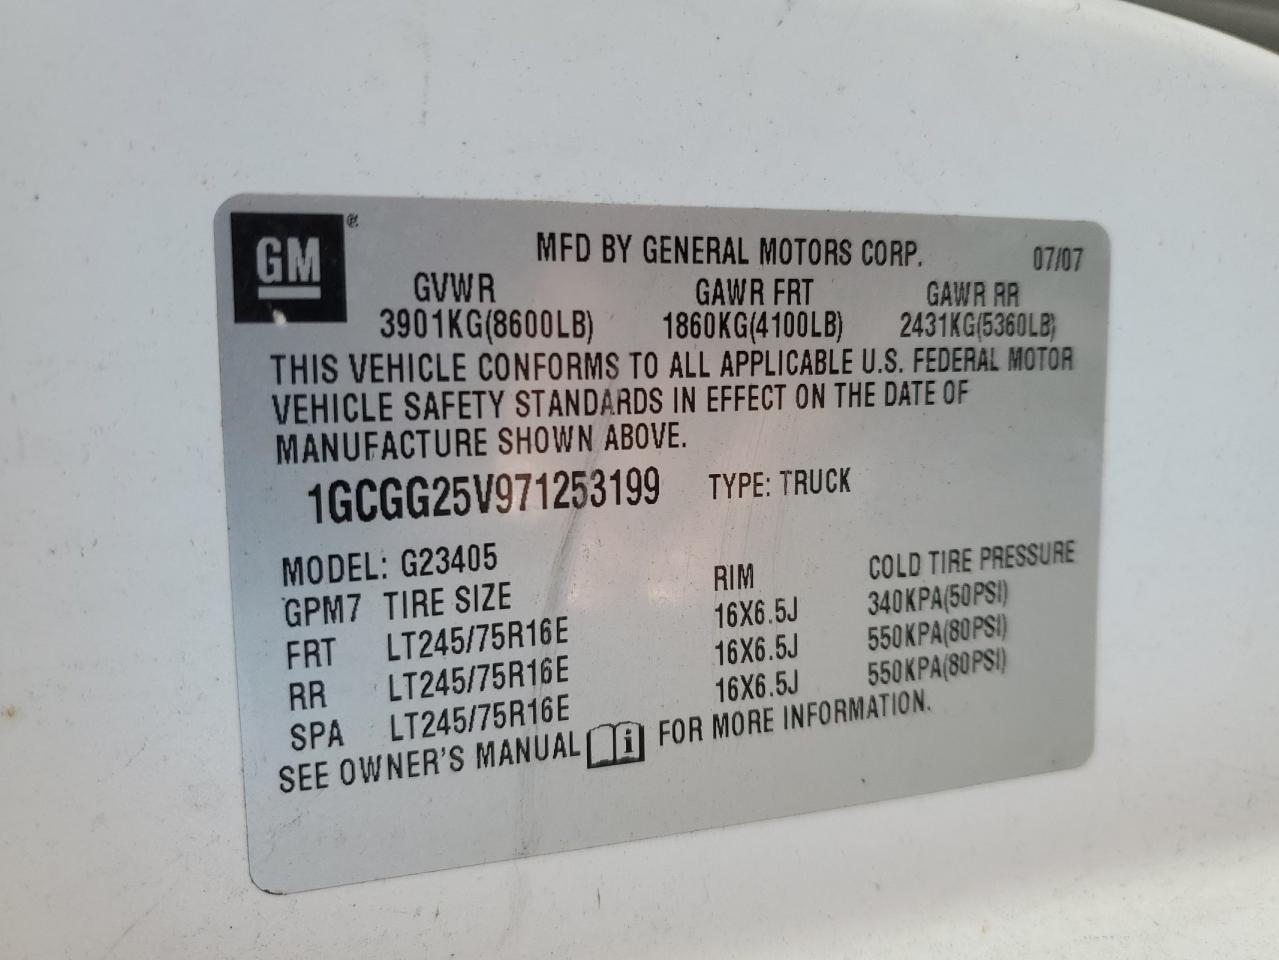 GM ®
MFD BY GENERAL MOTORS CORP. 07/07
GVWR GAWR FRT GAWR RR
3901KG(8600LB) 1860KG(4100LB) 2431KG(5360LB)
THIS VEHICLE CONFORMS TO ALL APPLICABLE U.S. FEDERAL MOTOR
VEHICLE SAFETY STANDARDS IN EFFECT ON THE DATE OF
MANUFACTURE SHOWN ABOVE.
1GCGG25V971253199 TYPE: TRUCK
MODEL: G23405
GPM7 TIRE SIZE RIM COLD TIRE PRESSURE
FRT LT245/75R16E 16X6.5J 340KPA(50PSI)
RR LT245/75R16E 16X6.5J 550KPA(80PSI)
SPA LT245/75R16E 16X6.5J 550KPA(80PSI)
SEE OWNER'S MANUAL i FOR MORE INFORMATION.